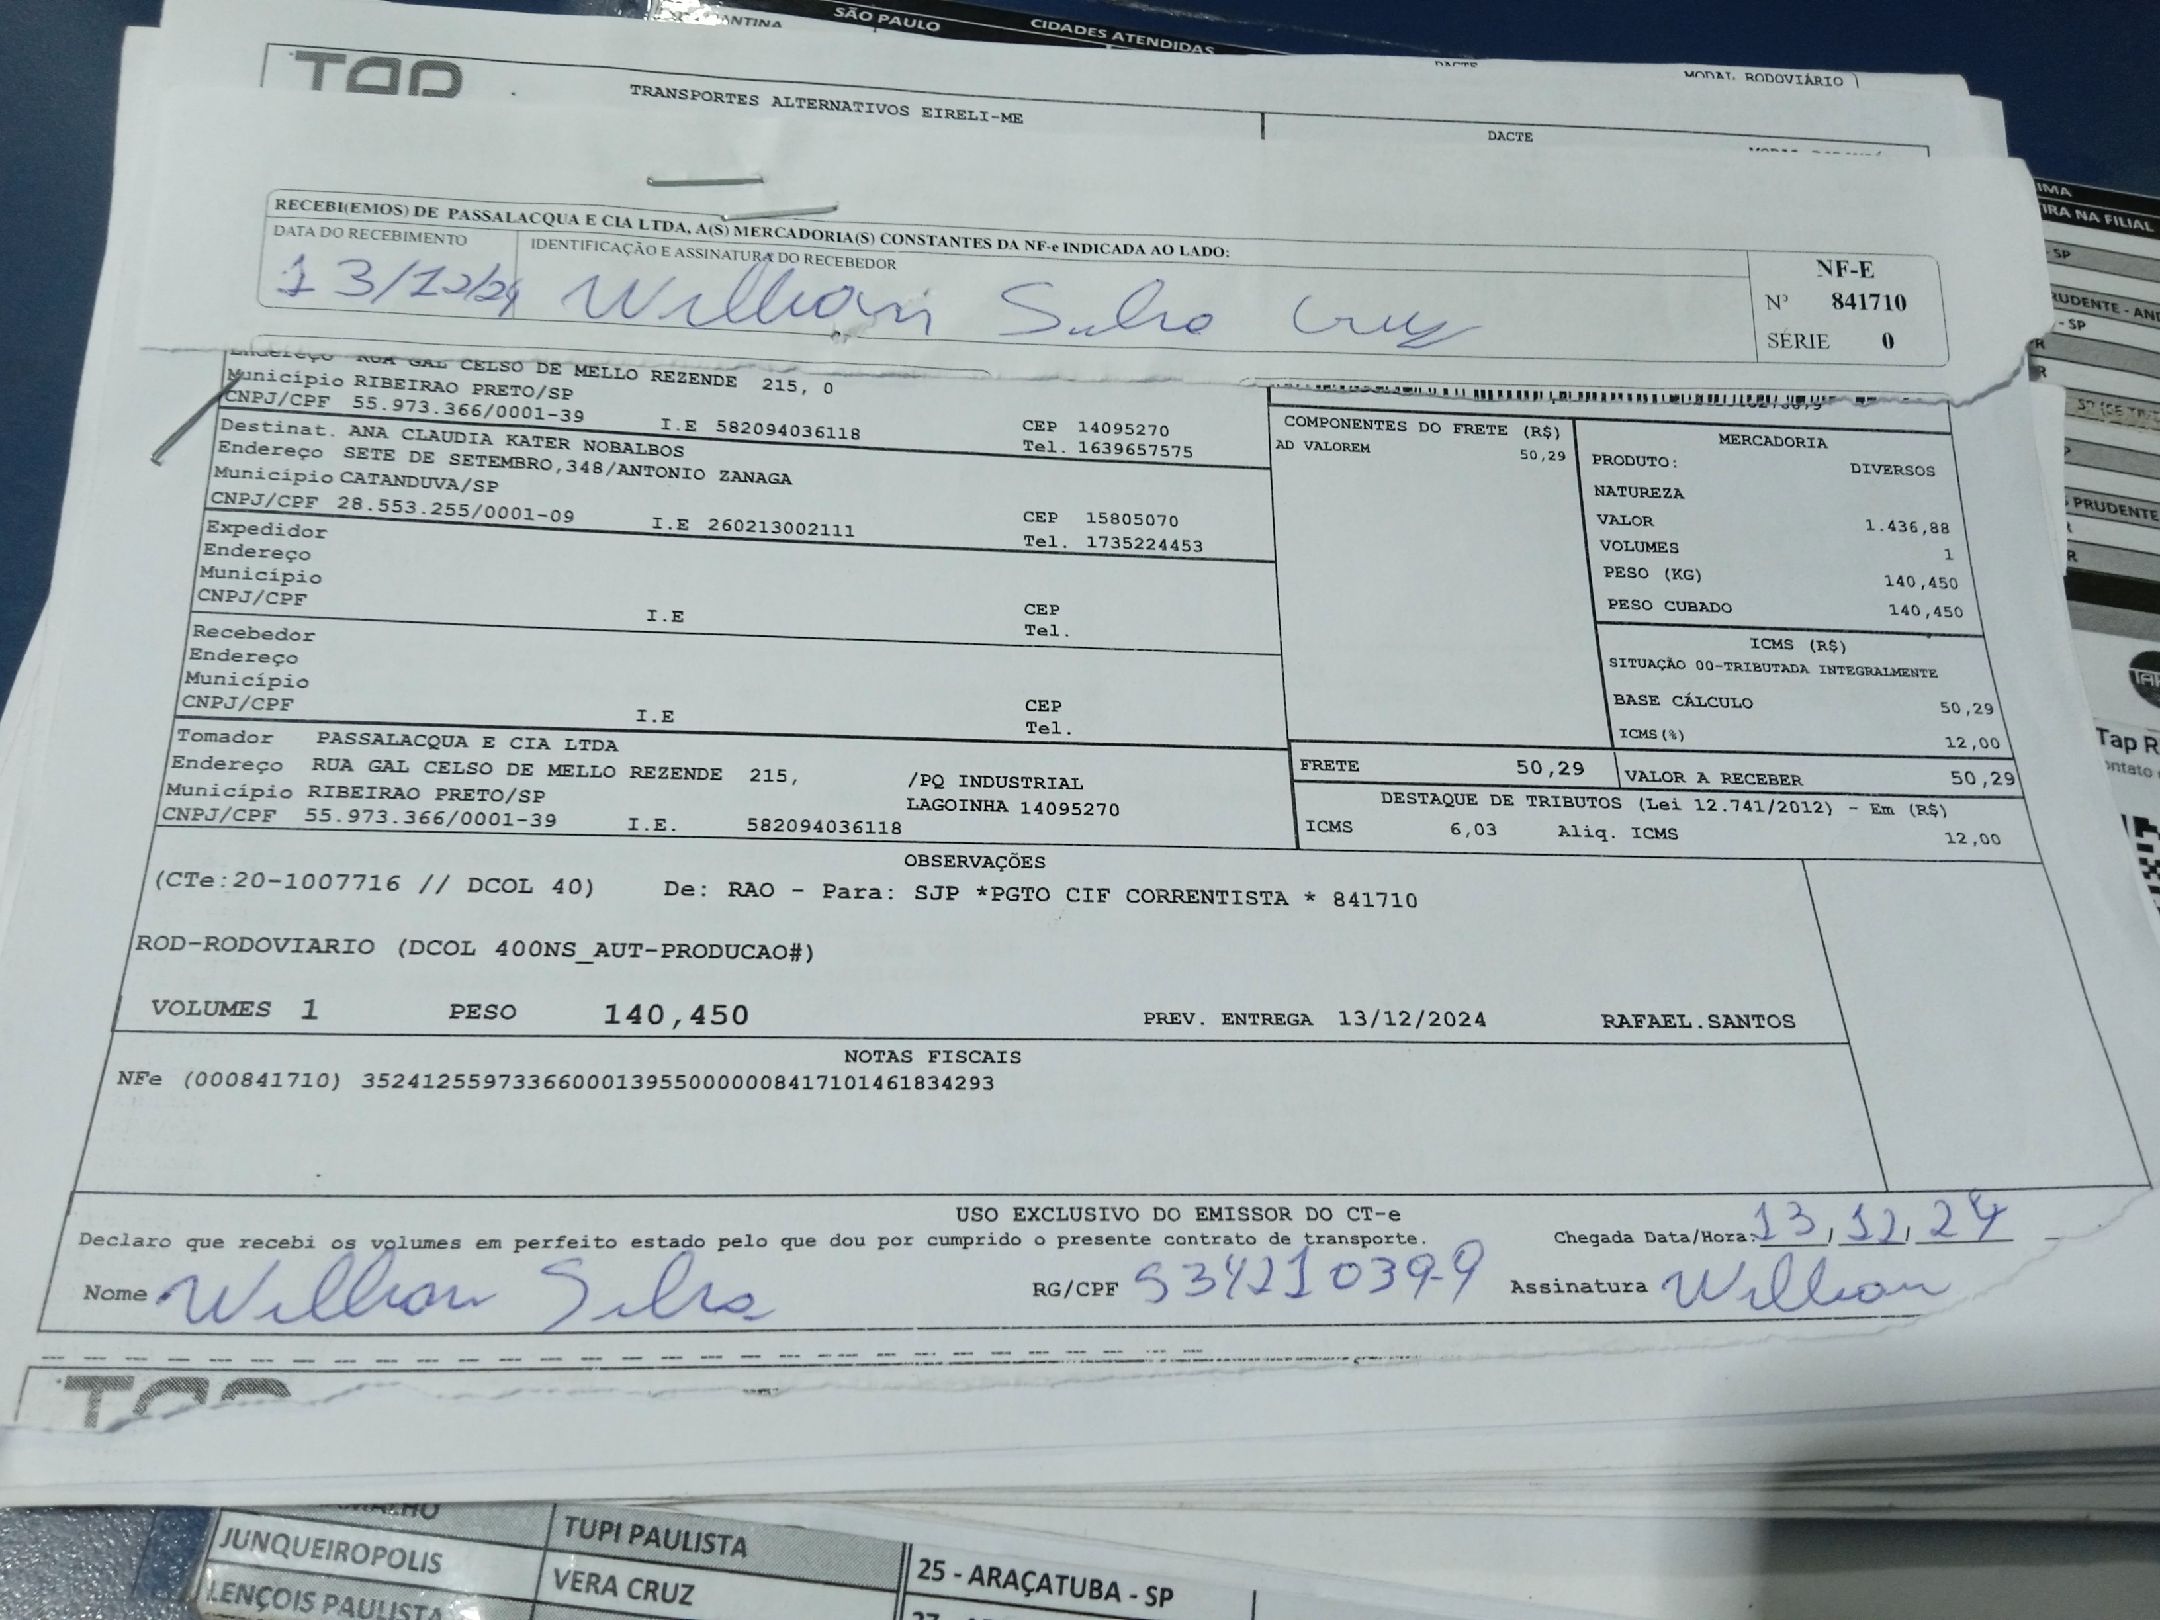 SÃO PAULO
CIDADES ATENDIDAS
DACTE
MODAL RODOVIÁRIO
TAP
TRANSPORTES ALTERNATIVOS EIRELI-ME
DACTE
RECEBI(EMOS) DE PASSALACQUA E CIA LTDA, A(S) MERCADORIA(S) CONSTANTES DA NF-e INDICADA AO LADO:
DATA DO RECEBIMENTO
IDENTIFICAÇÃO E ASSINATURA DO RECEBEDOR
13/12/24 Willian Silva Cruz
NF-E
Nº 841710
SÉRIE 0
Endereço RUA GAL CELSO DE MELLO REZENDE 215, 0
Município RIBEIRAO PRETO/SP
CNPJ/CPF 55.973.366/0001-39 I.E 582094036118
CEP 14095270
Tel. 1639657575
Destinat. ANA CLAUDIA KATER NOBALBOS
Endereço SETE DE SETEMBRO,348/ANTONIO ZANAGA
Município CATANDUVA/SP
CNPJ/CPF 28.553.255/0001-09 I.E 260213002111
CEP 15805070
Tel. 1735224453
Expedidor
Endereço
Município
CNPJ/CPF I.E
CEP
Tel.
Recebedor
Endereço
Município
CNPJ/CPF I.E
CEP
Tel.
Tomador PASSALACQUA E CIA LTDA
Endereço RUA GAL CELSO DE MELLO REZENDE 215, /PQ INDUSTRIAL
Município RIBEIRAO PRETO/SP LAGOINHA 14095270
CNPJ/CPF 55.973.366/0001-39 I.E. 582094036118
COMPONENTES DO FRETE (R$)
AD VALOREM 50,29
MERCADORIA
PRODUTO: DIVERSOS
NATUREZA
VALOR 1.436,88
VOLUMES 1
PESO (KG) 140,450
PESO CUBADO 140,450
ICMS (R$)
SITUAÇÃO 00-TRIBUTADA INTEGRALMENTE
BASE CÁLCULO 50,29
ICMS(%) 12,00
FRETE 50,29
VALOR A RECEBER 50,29
DESTAQUE DE TRIBUTOS (Lei 12.741/2012) - Em (R$)
ICMS 6,03 Aliq. ICMS 12,00
OBSERVAÇÕES
(CTe:20-1007716 // DCOL 40) De: RAO - Para: SJP *PGTO CIF CORRENTISTA * 841710
ROD-RODOVIARIO (DCOL 400NS_AUT-PRODUCAO#)
VOLUMES 1 PESO 140,450 PREV. ENTREGA 13/12/2024 RAFAEL.SANTOS
NOTAS FISCAIS
NFe (000841710) 35241255973366000139550000008417101461834293
USO EXCLUSIVO DO EMISSOR DO CT-e
Declaro que recebi os volumes em perfeito estado pelo que dou por cumprido o presente contrato de transporte.
Chegada Data/Hora: 13/12/24
Nome Willian Silva RG/CPF 53421039-9 Assinatura Willian
JUNQUEIROPOLIS
LENÇOIS PAULISTA
TUPI PAULISTA
VERA CRUZ
25 - ARAÇATUBA - SP